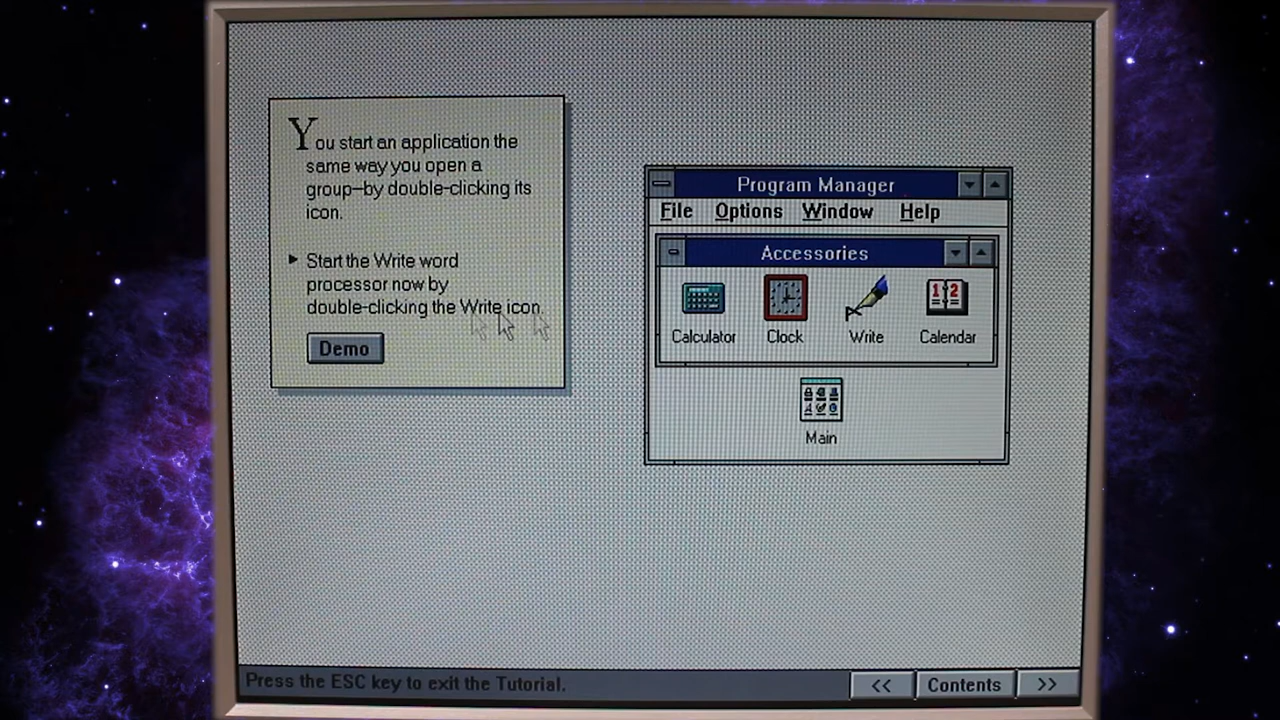 You start an application the
same way you open a
group—by double-clicking its
icon.
Start the Write word
processor now by
double-clicking the Write icon.
Demo
Program Manager
File Options Window Help
Accessories
1 2
Calculator Clock Write Calendar
Main
Press the ESC key to exit the Tutorial.
<< Contents >>